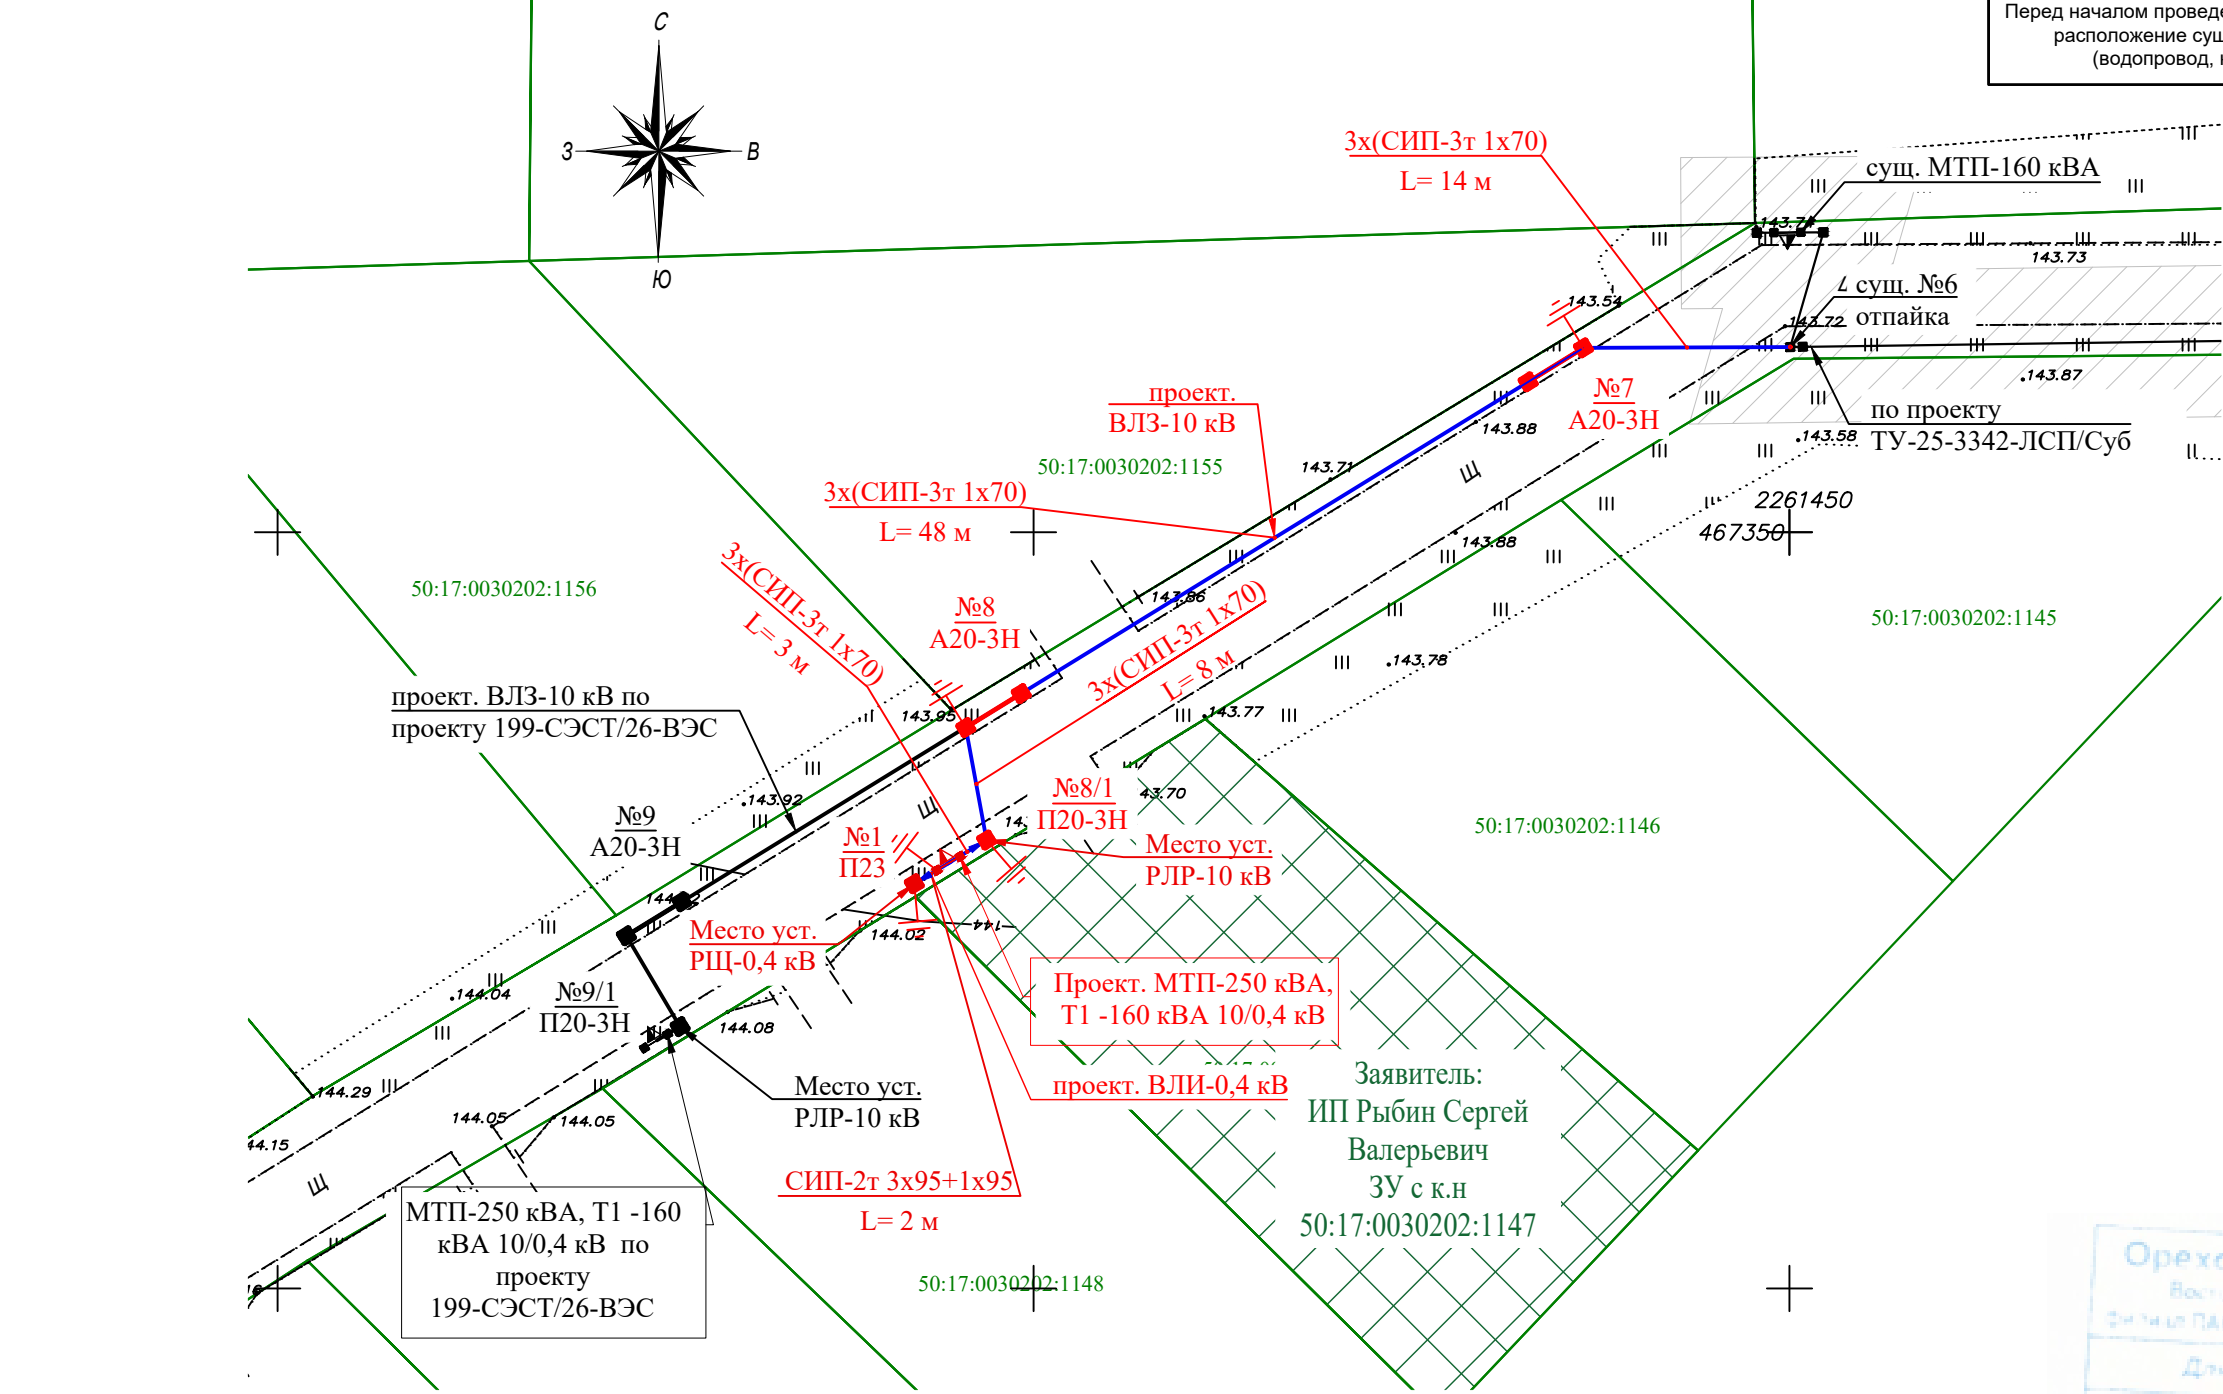 Перед началом
расположение
(водопровод,
С
З
В
Ю
3х(СИП-3т 1х70)
L= 14 м
сущ. МТП-160 кВА
143.73
сущ. №6
отпайка
143.72
143.54
143.87
№7
А20-3Н
по проекту
ТУ-25-3342-ЛСП/Суб
143.58
проект.
ВЛЗ-10 кВ
143.88
50:17:0030202:1155
143.71
Щ
3х(СИП-3т 1х70)
L= 48 м
2261450
467350
143.88
3х(СИП-3т 1х70)
L= 3 м
50:17:0030202:1156
143.86
№8
А20-3Н
3х(СИП-3т 1х70)
L= 8 м
50:17:0030202:1145
143.78
проект. ВЛЗ-10 кВ по
проекту 199-СЭСТ/26-ВЭС
143.95
143.77
№8/1
П20-3Н
43.70
143.92
Щ
№9
А20-3Н
№1
П23
Место уст.
РЛР-10 кВ
50:17:0030202:1146
Место уст.
РЩ-0,4 кВ
144.02
144
144.04
№9/1
П20-3Н
144.08
Проект. МТП-250 кВА,
Т1 -160 кВА 10/0,4 кВ
проект. ВЛИ-0,4 кВ
Место уст.
РЛР-10 кВ
144.29
144.05
144.05
44.15
Щ
Заявитель:
ИП Рыбин Сергей
Валерьевич
ЗУ с к.н
50:17:0030202:1147
СИП-2т 3х95+1х95
L= 2 м
МТП-250 кВА, Т1 -160
кВА 10/0,4 кВ по
проекту
199-СЭСТ/26-ВЭС
50:17:0030202:1148